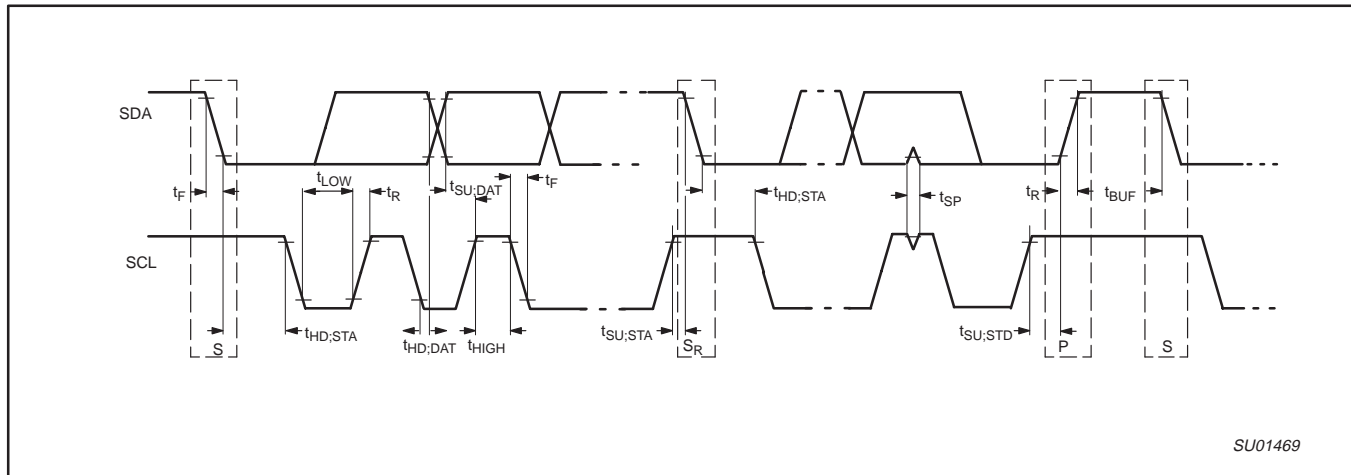 SDA
tF
tLOW
tR
tSU;DAT
tF
tHD;STA
tSP
tR
tBUF
SCL
S
tHD;STA
tHD;DAT
tHIGH
tSU;STA
SR
tSU;STD
P
S
SU01469